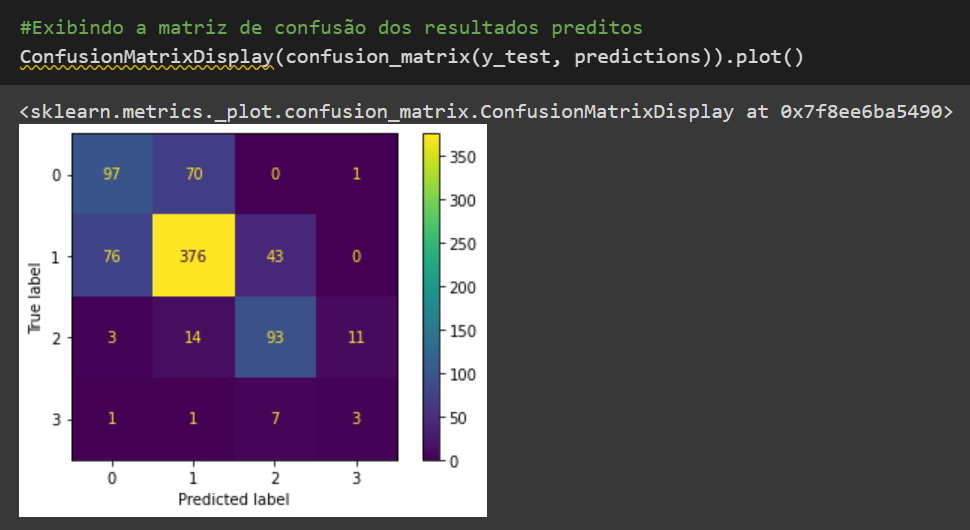 #Exibindo a matriz de confusão dos resultados preditos
ConfusionMatrixDisplay(confusion_matrix(y_test, predictions)).plot()
<sklearn.metrics._plot.confusion_matrix.ConfusionMatrixDisplay at 0x7f8ee6ba5490>
0 97 70 0 1
1 76 376 43 0
2 3 14 93 11
3 1 1 7 3
0 1 2 3
Predicted label
True label
350
300
250
200
150
100
50
0